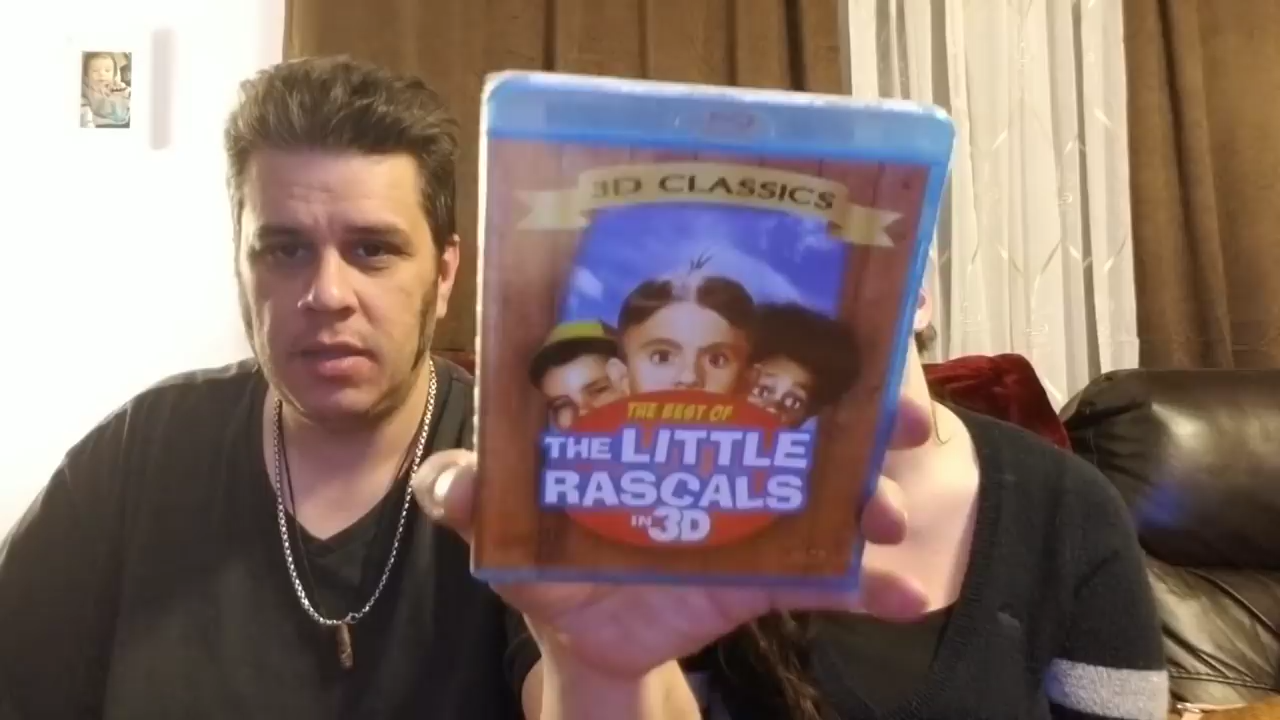 3D CLASSICS
THE BEST OF
THE LITTLE
RASCALS
IN 3D